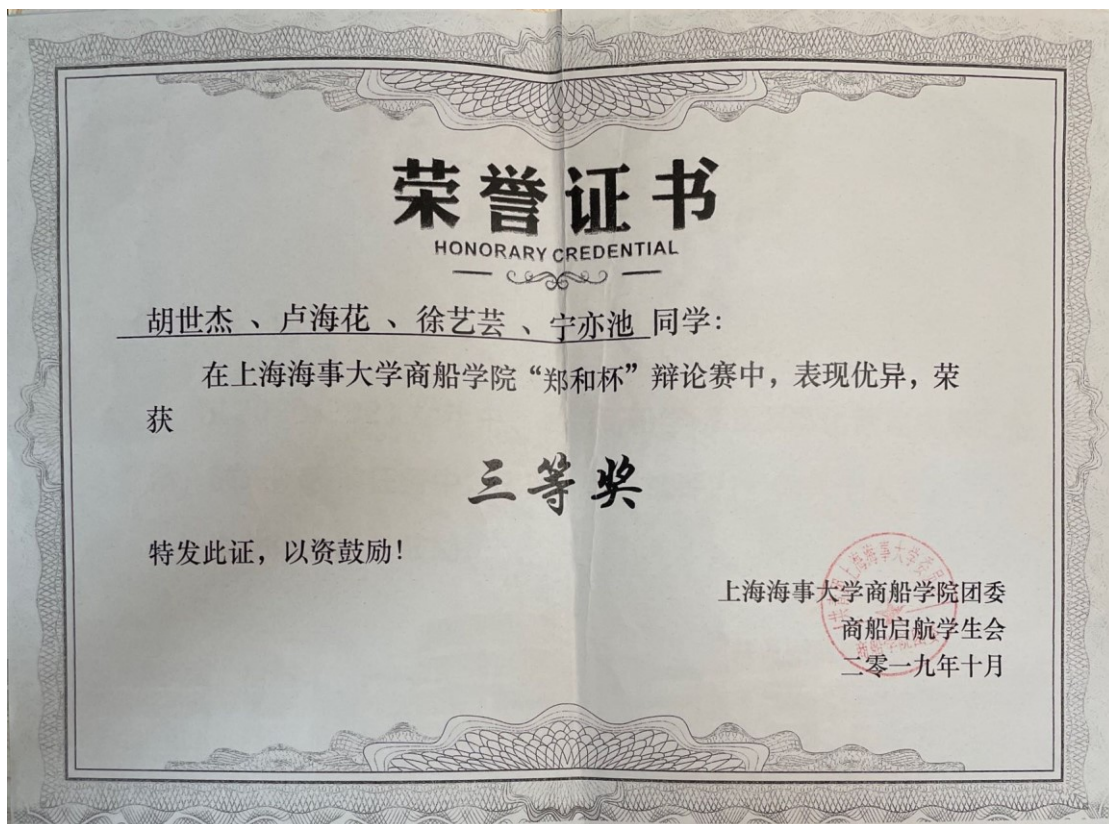 荣誉证书
HONORARY CREDENTIAL
胡世杰、卢海花、徐艺芸、宁亦池 同学:
在上海海事大学商船学院“郑和杯”辩论赛中，表现优异，荣
获
三等奖
特发此证，以资鼓励！
上海海事大学商船学院团委
商船启航学生会
二零一九年十月